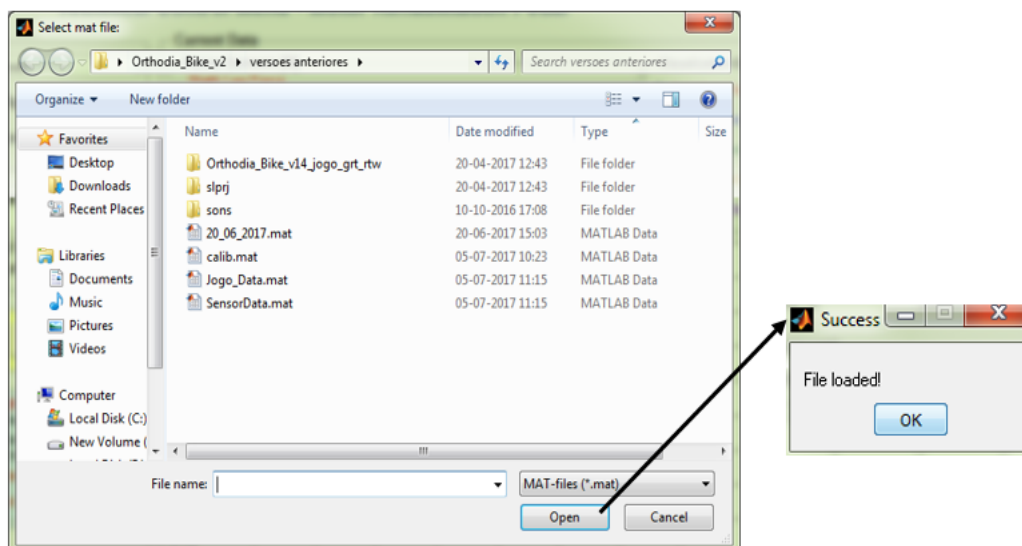 Select mat file:
Orthodia_Bike_v2 versoes anteriores
Search versoes anteriores
Organize New folder
Name Date modified Type Size
Favorites
Desktop
Downloads
Recent Places
Libraries
Documents
Music
Pictures
Videos
Computer
Local Disk (C:)
New Volume (
Orthodia_Bike_v14_jogo_grt_rtw 20-04-2017 12:43 File folder
slprj 20-04-2017 12:43 File folder
sons 10-10-2016 17:08 File folder
20_06_2017.mat 20-06-2017 15:03 MATLAB Data
calib.mat 05-07-2017 10:23 MATLAB Data
Jogo_Data.mat 05-07-2017 11:15 MATLAB Data
SensorData.mat 05-07-2017 11:15 MATLAB Data
File name: MAT-files (*.mat)
Open Cancel
Success
File loaded!
OK